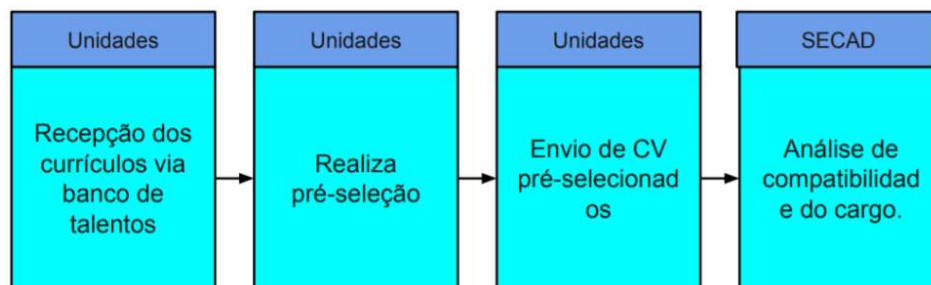 Unidades
Recepção dos
currículos via
banco de
talentos
Unidades
Realiza
pré-seleção
Unidades
Envio de CV
pré-selecionad
os
SECAD
Análise de
compatibilidad
e do cargo.